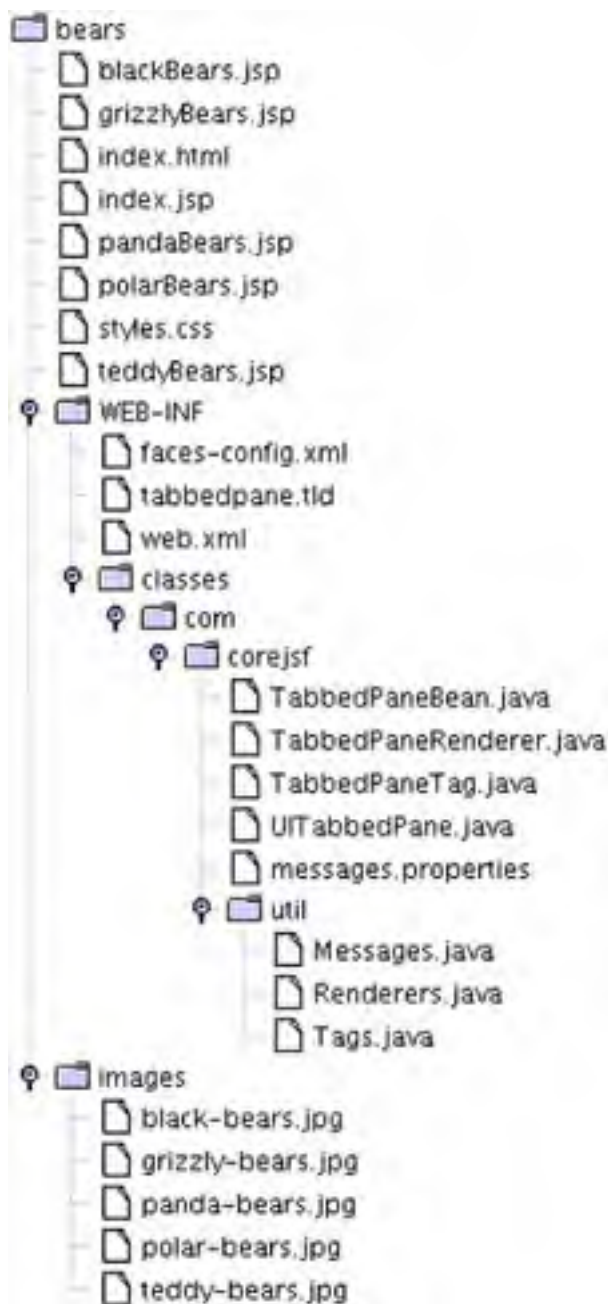 bears
blackBears.jsp
grizzlyBears.jsp
index.html
index.jsp
pandaBears.jsp
polarBears.jsp
styles.css
teddyBears.jsp
WEB-INF
faces-config.xml
tabbedpane.tld
web.xml
classes
com
corejsf
TabbedPaneBean.java
TabbedPaneRenderer.java
TabbedPaneTag.java
UITabbedPane.java
messages.properties
util
Messages.java
Renderers.java
Tags.java
images
black-bears.jpg
grizzly-bears.jpg
panda-bears.jpg
polar-bears.jpg
teddy-bears.jpg